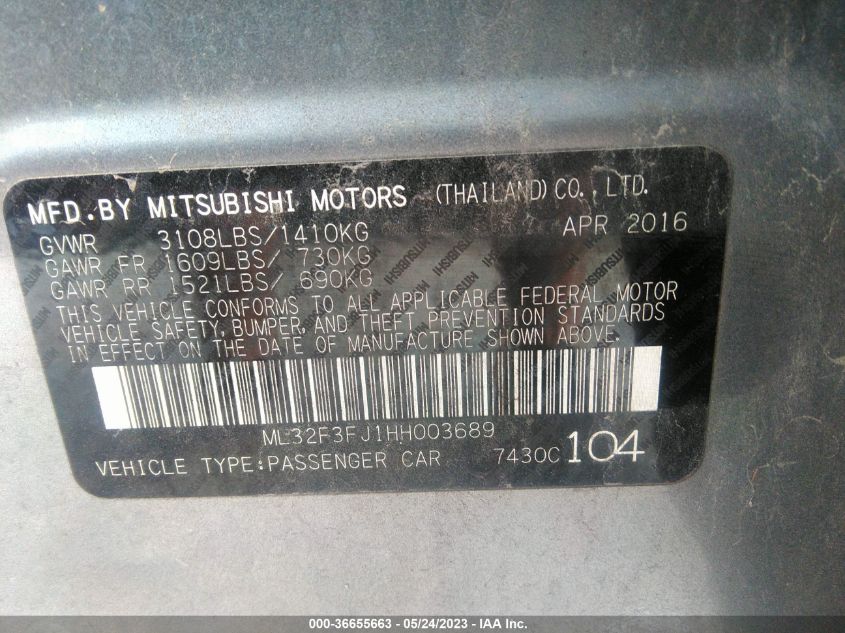 MFD.BY MITSUBISHI MOTORS (THAILAND) CO., LTD.
GVWR 3108LBS/1410KG APR 2016
GAWR FR 1609LBS/ 730KG
GAWR RR 1521LBS/ 690KG
THIS VEHICLE CONFORMS TO ALL APPLICABLE FEDERAL MOTOR
VEHICLE SAFETY, BUMPER, AND THEFT PREVENTION STANDARDS
IN EFFECT ON THE DATE OF MANUFACTURE SHOWN ABOVE.
ML32F3FJ1HH003689
VEHICLE TYPE:PASSENGER CAR 7430C 104
000-36655663 - 05/24/2023 - IAA Inc.